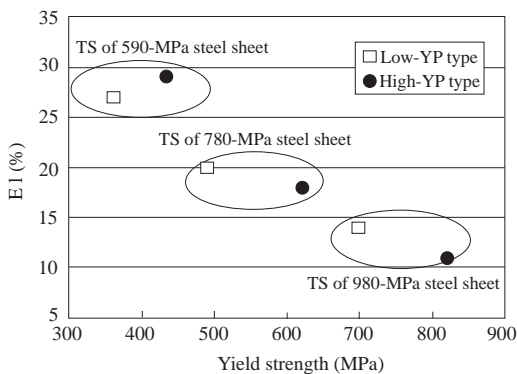 35
30
25
20
15
10
5
El (%)
TS of 590-MPa steel sheet
Low-YP type
High-YP type
TS of 780-MPa steel sheet
TS of 980-MPa steel sheet
300 400 500 600 700 800 900
Yield strength (MPa)